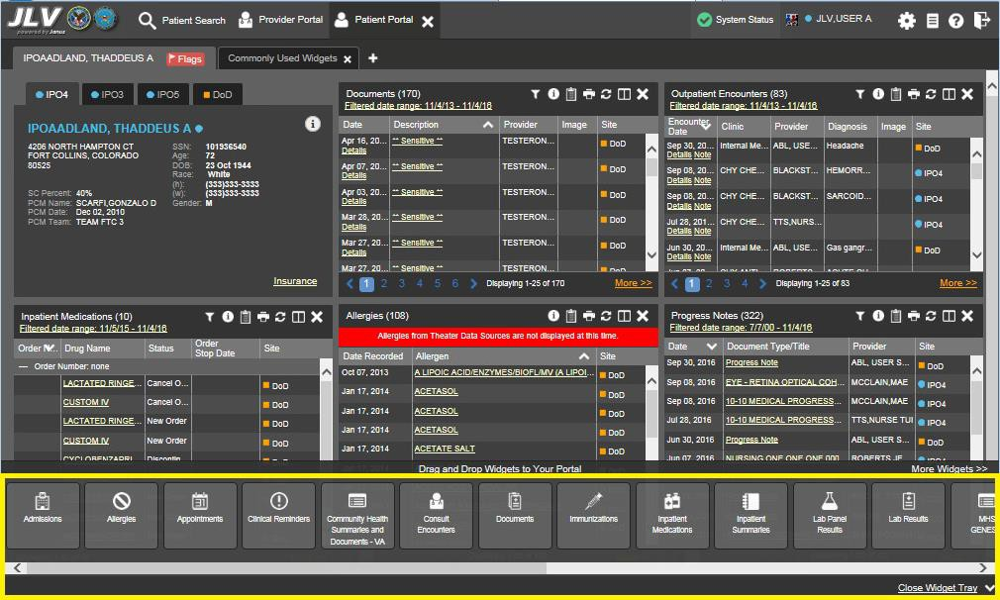 JLV
powered by Janus
Patient Search
Provider Portal
Patient Portal
System Status
JLV,USER A
IPOAADLAND, THADDEUS A
Flags
Commonly Used Widgets
IPO4
IPO3
IPO5
DoD
IPOAADLAND, THADDEUS A
4206 NORTH HAMPTON CT
FORT COLLINS, COLORADO
80525
SC Percent: 40%
PCM Name: SCARFI,GONZALO D
PCM Date: Dec 02, 2010
PCM Team: TEAM FTC 3
SSN: 101936540
Age: 72
DOB: 23 Oct 1944
Race: White
(h): (333)333-3333
(w): (333)333-3333
Gender: M
Insurance
Documents (170)
Filtered date range: 11/4/13 - 11/4/16
Date Description Provider Image Site
Apr 16, 20... ** Sensitive ** TESTERON... DoD
Details
Apr 07, 20... ** Sensitive ** TESTERON... DoD
Details
Apr 03, 20... ** Sensitive ** TESTERON... DoD
Details
Mar 28, 20... ** Sensitive ** TESTERON... DoD
Details
Mar 27, 20... ** Sensitive ** TESTERON... DoD
Details
Mar 27, 20... ** Sensitive ** TESTERON... DoD
1 2 3 4 5 6 Displaying 1-25 of 170 More >>
Outpatient Encounters (83)
Filtered date range: 11/4/13 - 11/4/16
Encounter Date Clinic Provider Diagnosis Image Site
Sep 30, 20... Internal Me... ABL, USE... Headache DoD
Details Note
Sep 08, 20... CHY CHE... BLACKST... HEMORR... IPO4
Details Note
Sep 08, 20... CHY CHE... BLACKST... SARCOID... IPO4
Details Note
Jul 28, 201... CHY CHE... TTS,NURS... IPO4
Details Note
Jun 30, 20... Internal Me... ABL, USE... Gas gangr... DoD
Details Note
1 2 3 4 Displaying 1-25 of 83 More >>
Inpatient Medications (10)
Filtered date range: 11/5/15 - 11/4/16
Drug Name Status Order Stop Date Site
Order Number: none
LACTATED RINGE... Cancel O... DoD
CUSTOM IV Cancel O... DoD
LACTATED RINGE... New Order DoD
CUSTOM IV New Order DoD
CYCLOBENZAPRI... Discontin...
Allergies (108)
Allergies from Theater Data Sources are not displayed at this time.
Date Recorded Allergen Site
Oct 07, 2013 A LIPOIC ACID/ENZYMES/BIOFL/MV (A LIPOI... DoD
Jan 17, 2014 ACETASOL DoD
Jan 17, 2014 ACETASOL DoD
Jan 17, 2014 ACETASOL DoD
Jan 17, 2014 ACETATE SALT DoD
Progress Notes (322)
Filtered date range: 7/7/00 - 11/4/16
Date Document Type/Title Provider Site
Sep 30, 2016 Progress Note ABL, USER S... DoD
Sep 08, 2016 EYE - RETINA OPTICAL COH... MCCLAIN,MAE IPO4
Sep 08, 2016 10-10 MEDICAL PROGRESS... MCCLAIN,MAE IPO4
Jul 28, 2016 10-10 MEDICAL PROGRESS... TTS,NURSE TUI IPO4
Jun 30, 2016 Progress Note ABL, USER S... DoD
Jun 07, 2016 NURSING ONE ONE 000 ROBERTS,JE... IPO4
Drag and Drop Widgets to Your Portal
More Widgets >>
Admissions
Allergies
Appointments
Clinical Reminders
Community Health
Summaries and
Documents - VA
Consult
Encounters
Documents
Immunizations
Inpatient
Medications
Inpatient
Summaries
Lab Panel
Results
Lab Results
MHS
GENES
Close Widget Tray